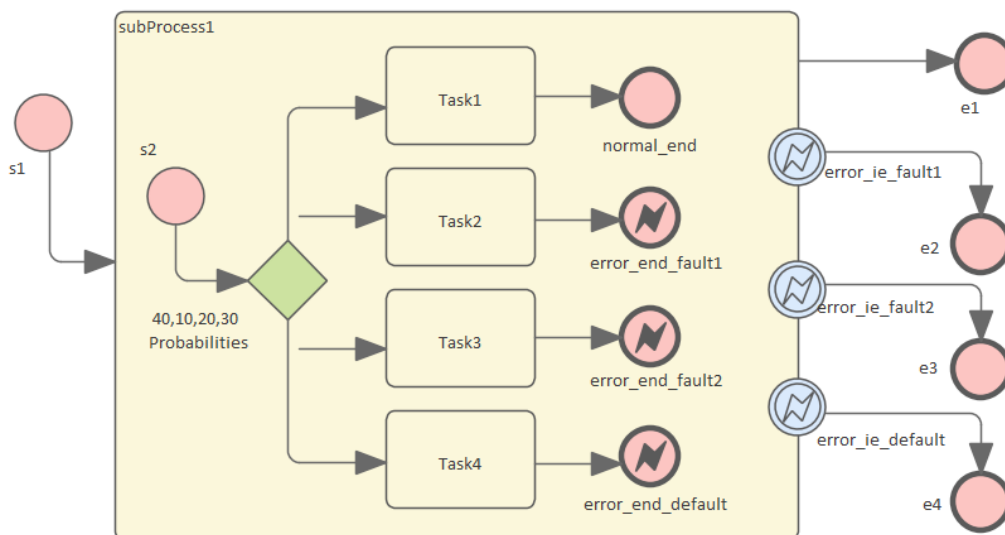 subProcess1
s1
s2
40,10,20,30
Probabilities
Task1
normal_end
Task2
error_end_fault1
Task3
error_end_fault2
Task4
error_end_default
e1
error_ie_fault1
e2
error_ie_fault2
e3
error_ie_default
e4